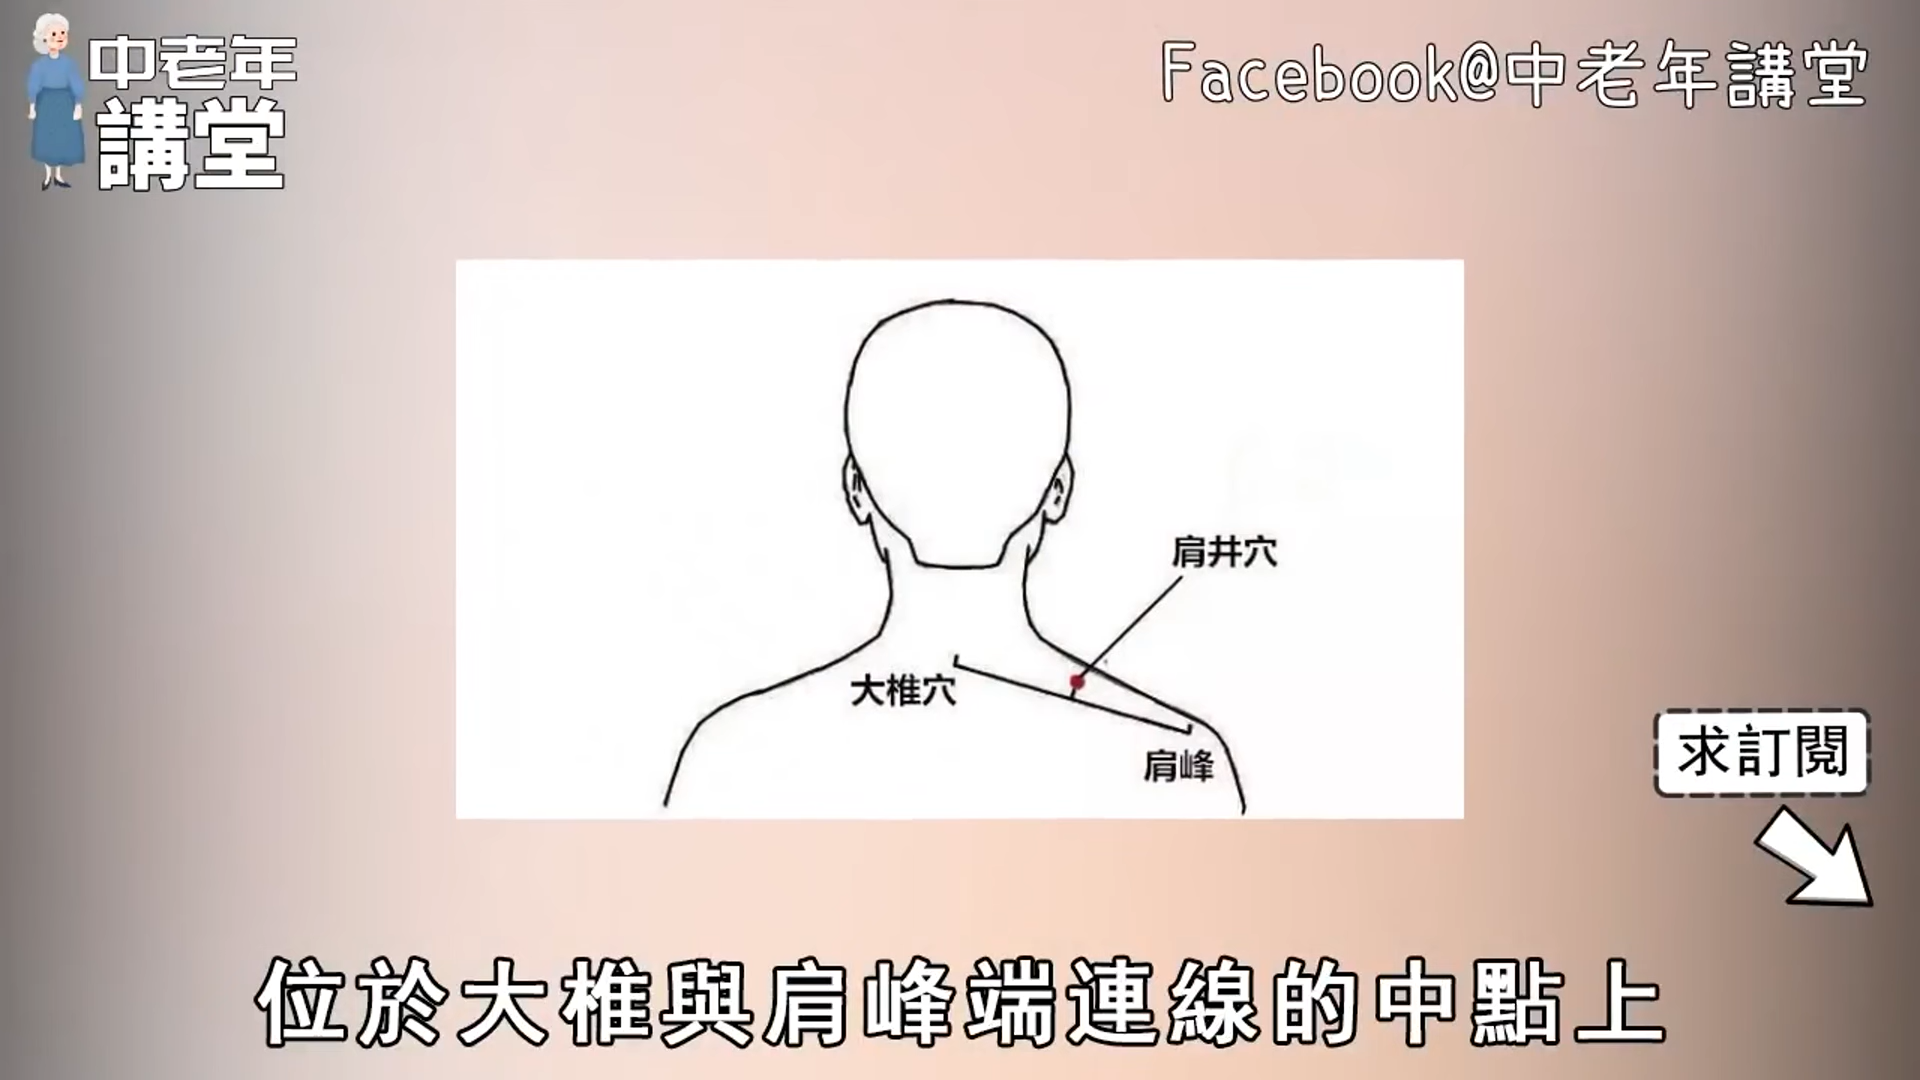 中老年
講堂
Facebook@中老年講堂
肩井穴
大椎穴
肩峰
求訂閱
位於大椎與肩峰端連線的中點上